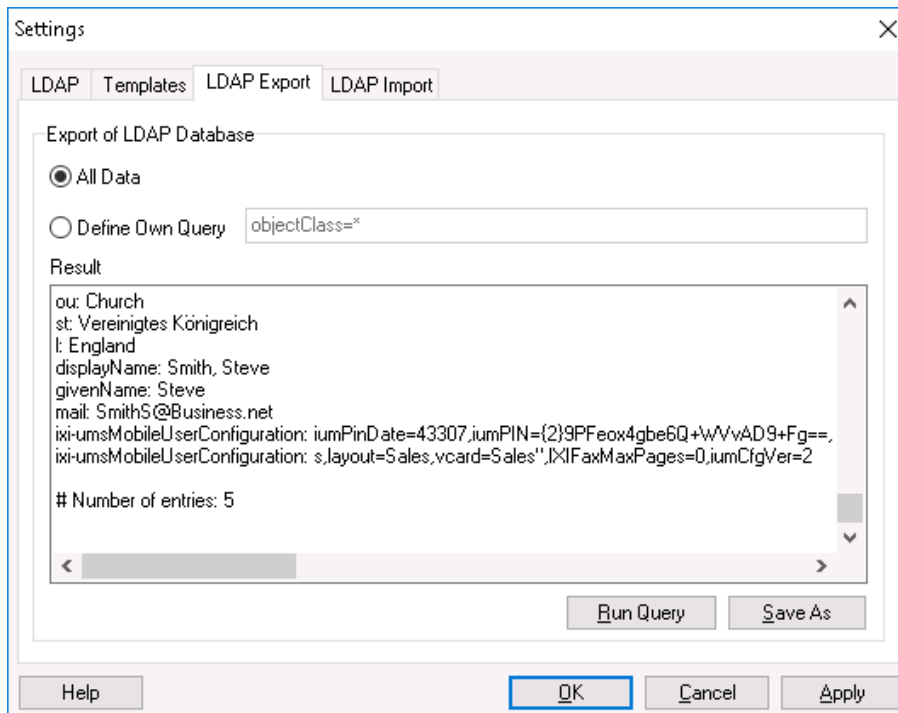 Settings
LDAP Templates LDAP Export LDAP Import
Export of LDAP Database
All Data
Define Own Query objectClass=*
Result
ou: Church
st: Vereinigtes Königreich
l: England
displayName: Smith, Steve
givenName: Steve
mail: SmithS@Business.net
ixi-umsMobileUserConfiguration: iumPinDate=43307,iumPIN={2}9PFeox4gbe6Q+WVvAD9+Fg==,
ixi-umsMobileUserConfiguration: s,layout=Sales,vcard=Sales",IXIFaxMaxPages=0,iumCfgVer=2
# Number of entries: 5
Run Query Save As
Help OK Cancel Apply